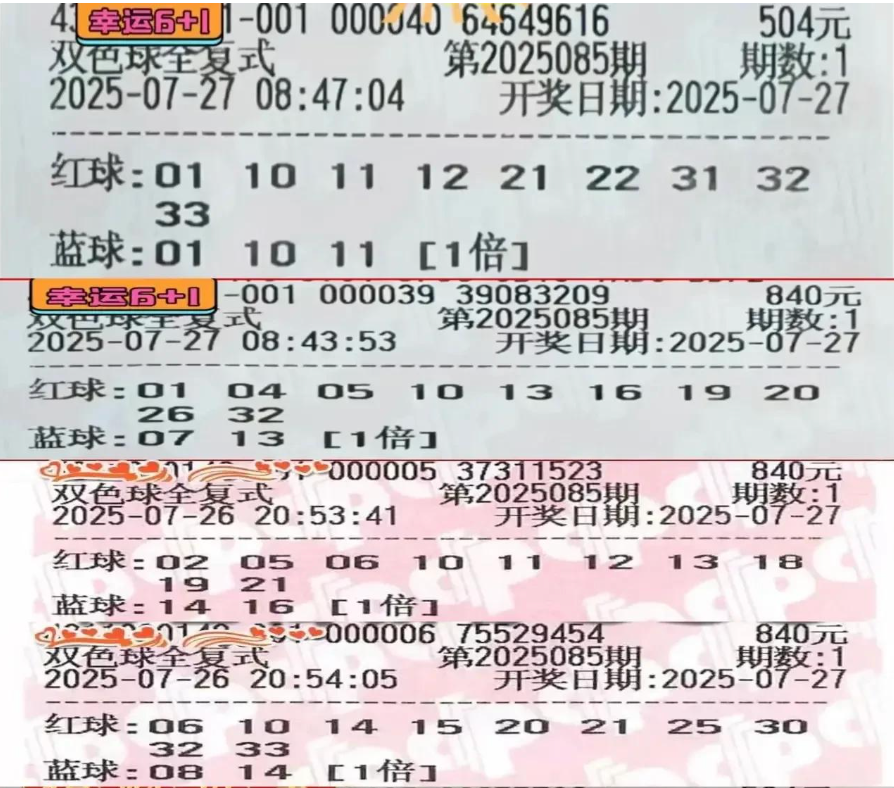 幸运6+1
1-001 000040 64649616 504元
双色球全复式 第2025085期 期数:1
2025-07-27 08:47:04 开奖日期:2025-07-27
红球:01 10 11 12 21 22 31 32
33
蓝球:01 10 11 [1倍]
幸运6+1
-001 000039 39083209 840元
双色球全复式 第2025085期 期数:1
2025-07-27 08:43:53 开奖日期:2025-07-27
红球:01 04 05 10 13 16 19 20
26 32
蓝球:07 13 [1倍]
000005 37311523 840元
双色球全复式 第2025085期 期数:1
2025-07-26 20:53:41 开奖日期:2025-07-27
红球:02 05 06 10 11 12 13 18
19 21
蓝球:14 16 [1倍]
000006 75529454 840元
双色球全复式 第2025085期 期数:1
2025-07-26 20:54:05 开奖日期:2025-07-27
红球:06 10 14 15 20 21 25 30
32 33
蓝球:08 14 [1倍]